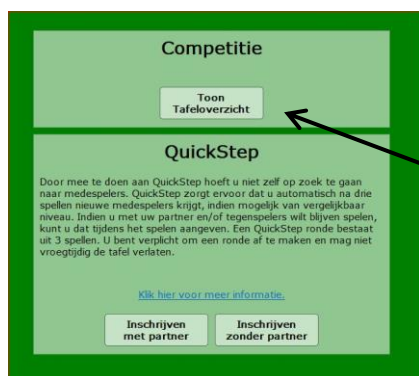 Competitie
Toon
Tafeloverzicht
QuickStep
Door mee te doen aan QuickStep hoeft u niet zelf op zoek te gaan
naar medespelers. QuickStep zorgt ervoor dat u automatisch na drie
spellen nieuwe medespelers krijgt, indien mogelijk van vergelijkbaar
niveau. Indien u met uw partner en/of tegenspelers wilt blijven spelen,
kunt u dat tijdens het spelen aangeven. Een QuickStep ronde bestaat
uit 3 spellen. U bent verplicht om een ronde af te maken en mag niet
vroegtijdig de tafel verlaten.
Klik hier voor meer informatie.
Inschrijven
met partner
Inschrijven
zonder partner